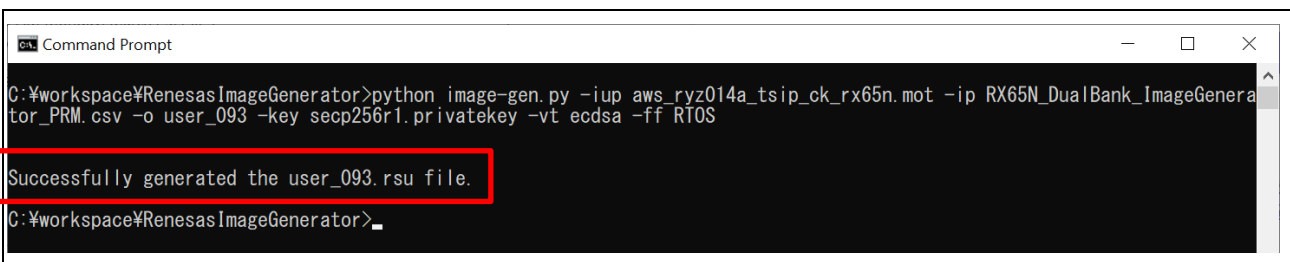 Command Prompt
C:¥workspace¥RenesasImageGenerator>python image-gen.py -iup aws_ryz014a_tsip_ck_rx65n.mot -ip RX65N_DualBank_ImageGenera
tor_PRM.csv -o user_093 -key secp256r1.privatekey -vt ecdsa -ff RTOS
Successfully generated the user_093.rsu file.
C:¥workspace¥RenesasImageGenerator>